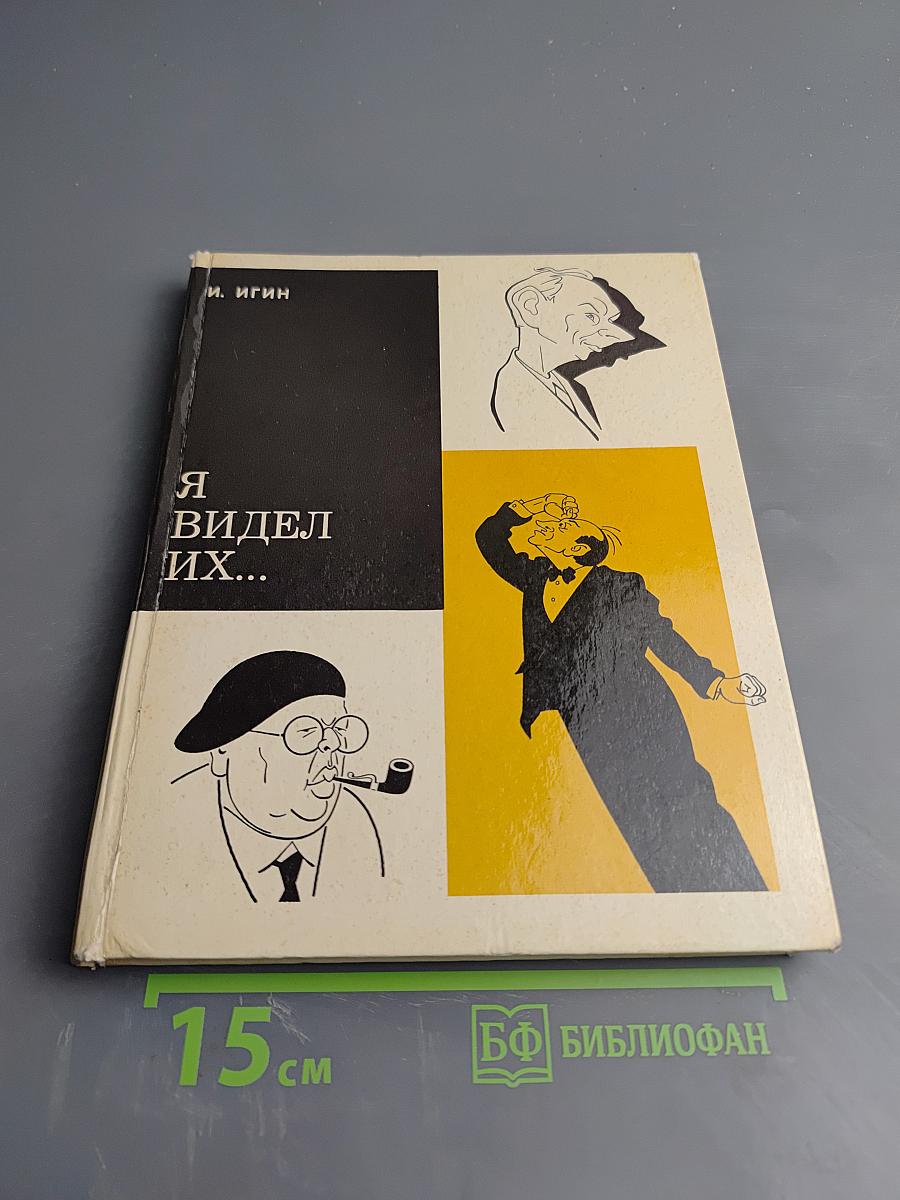 И. ИГИН
Я
ВИДЕЛ
ИХ...
15 см
БФ БИБЛИОФАН